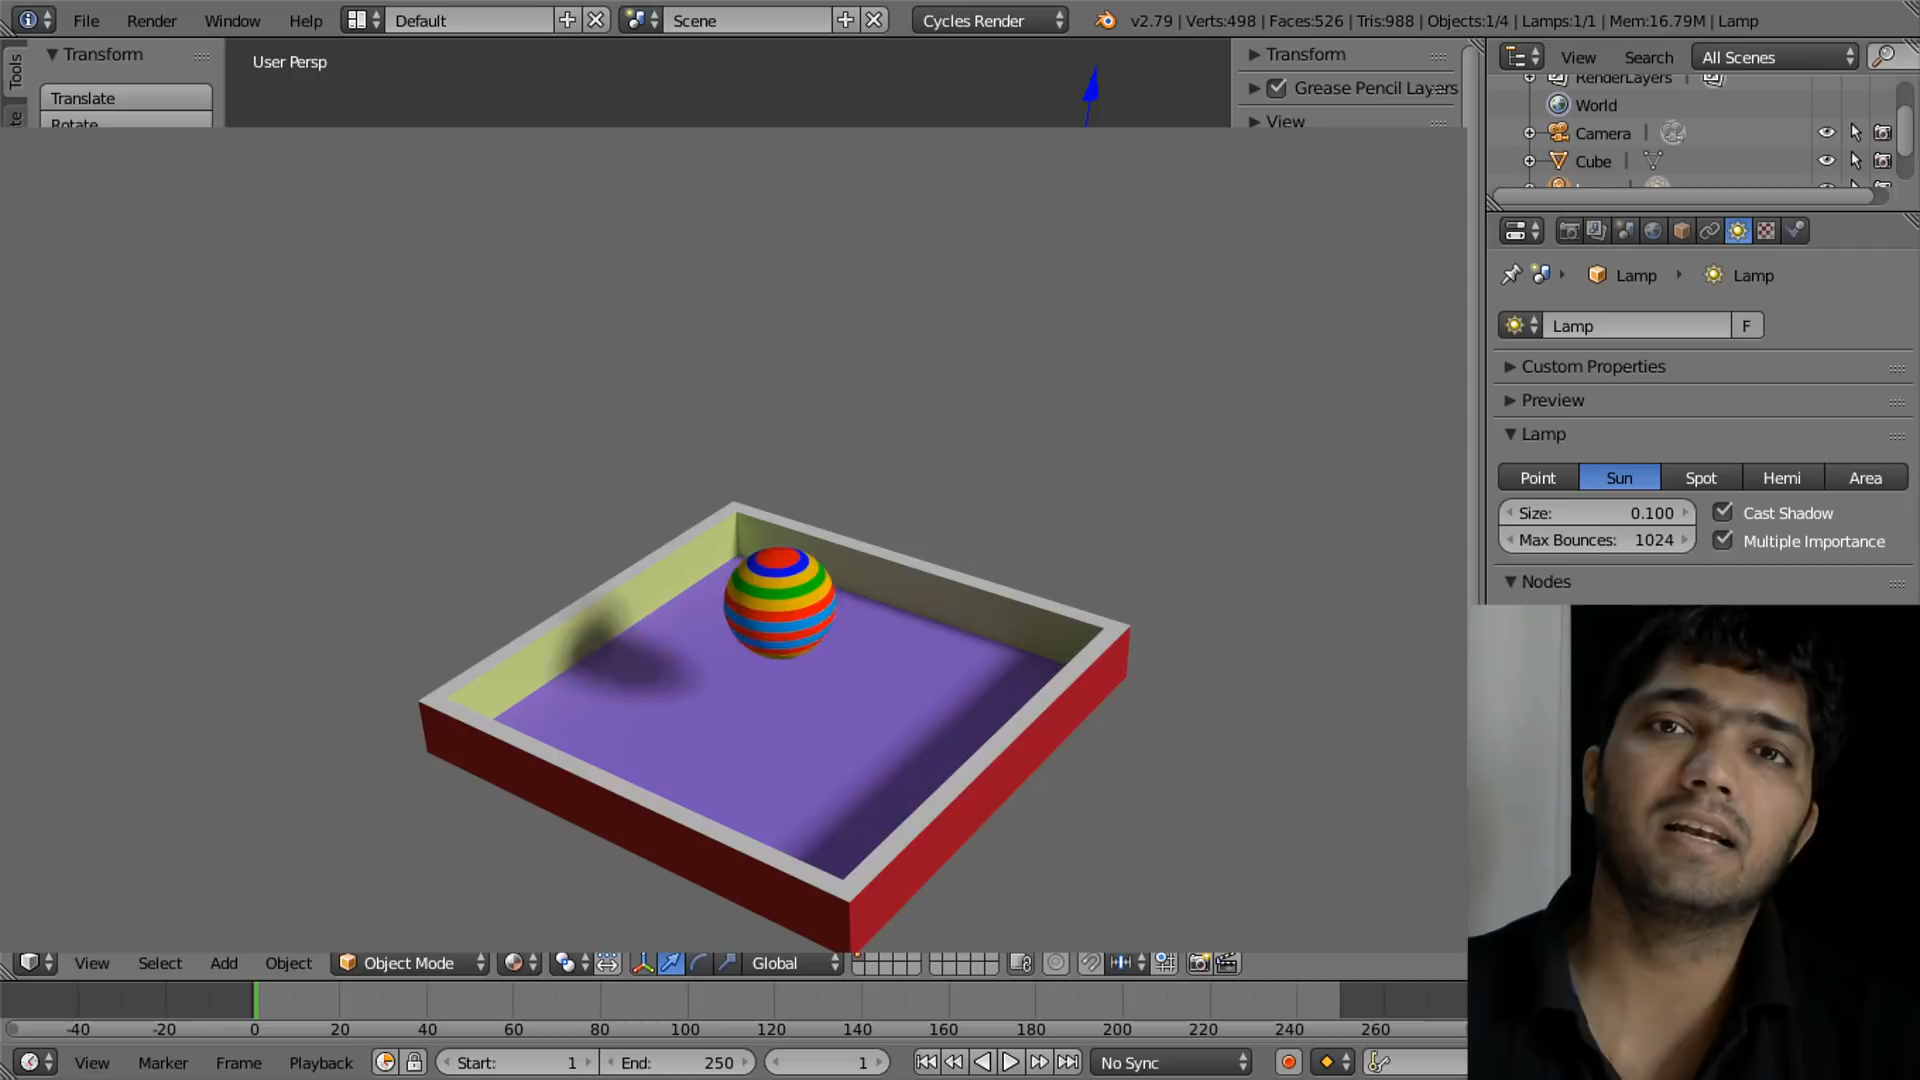 File Render Window Help Default Scene Cycles Render v2.79 | Verts:498 | Faces:526 | Tris:988 | Objects:1/4 | Lamps:1/1 | Mem:16.79M | Lamp
Tools
Transform
Translate
Rotate
User Persp
Transform
Grease Pencil Layers
View
View Search All Scenes
RenderLayers
World
Camera
Cube
Lamp Lamp
Lamp F
Custom Properties
Preview
Lamp
Point Sun Spot Hemi Area
Size: 0.100 Cast Shadow
Max Bounces: 1024 Multiple Importance
Nodes
View Select Add Object Object Mode Global
-40 -20 0 20 40 60 80 100 120 140 160 180 200 220 240 260
View Marker Frame Playback Start: 1 End: 250 1 No Sync